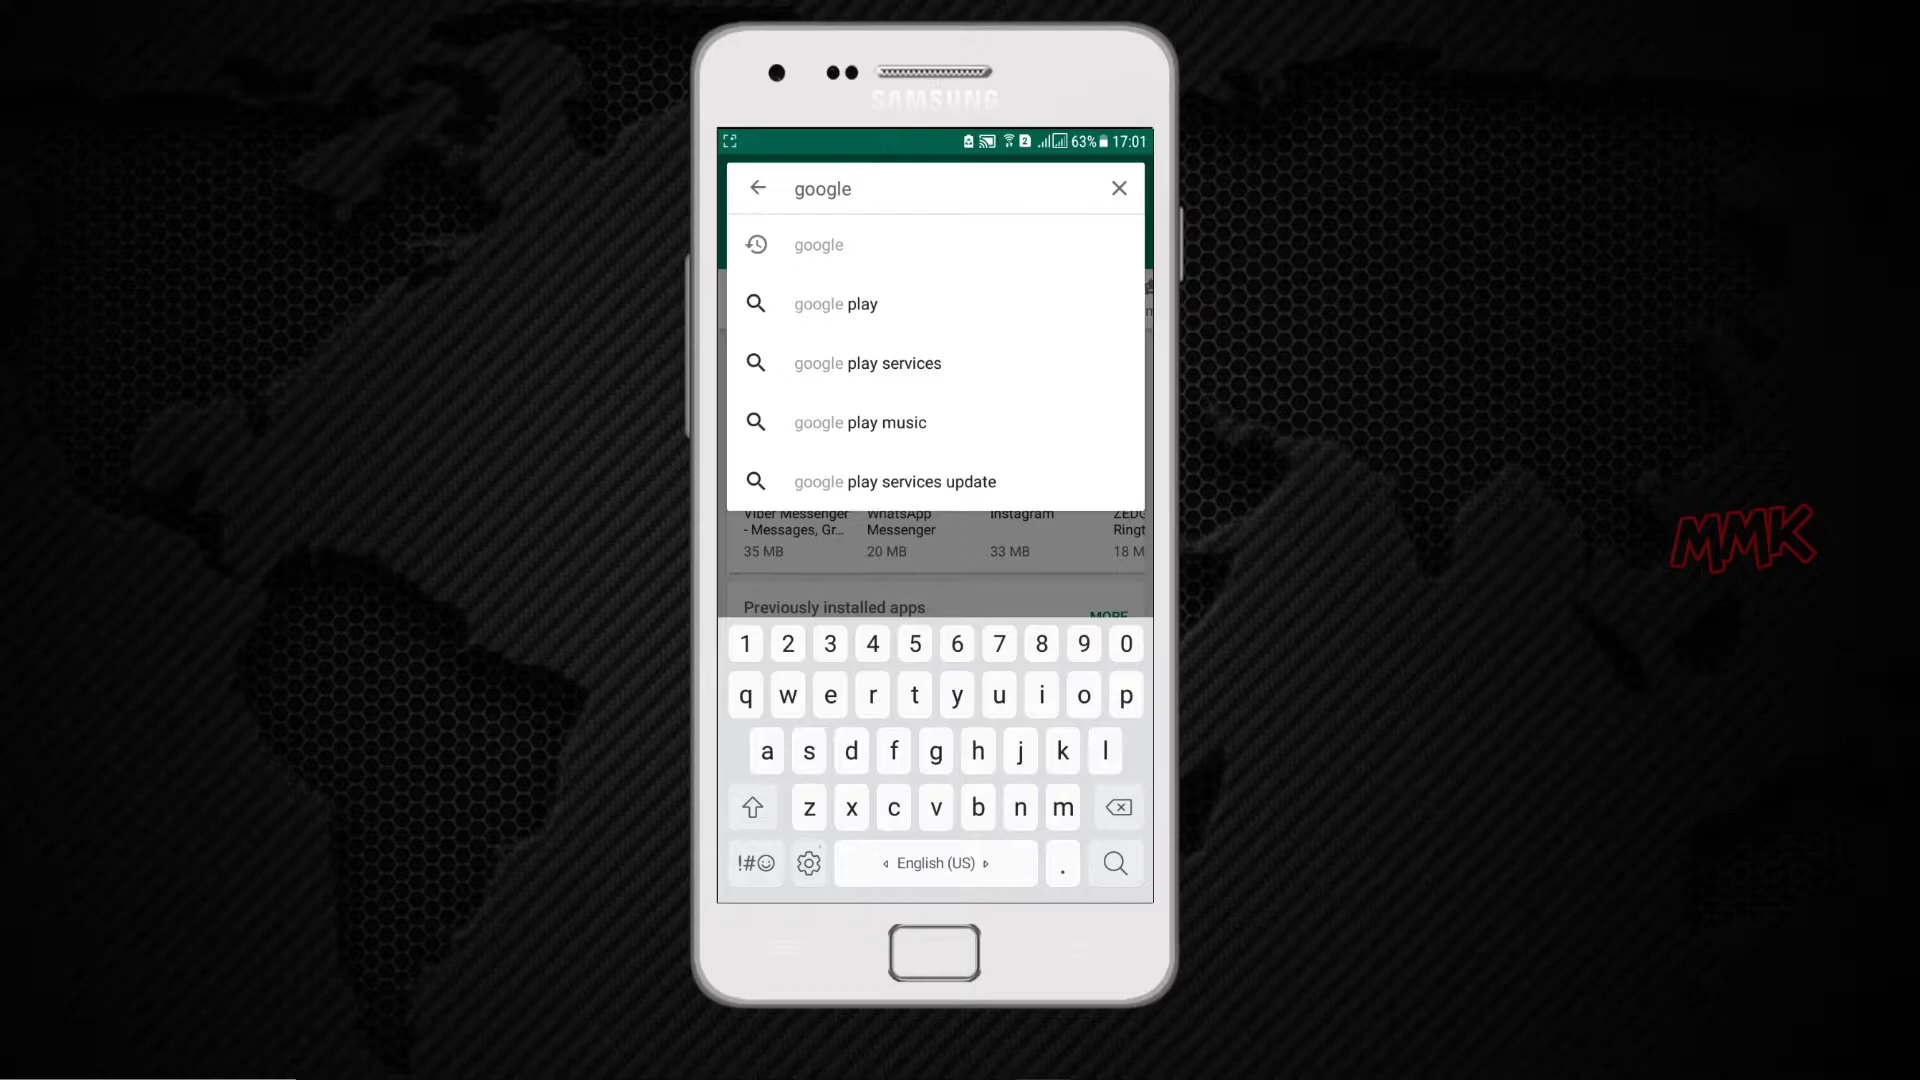 SAMSUNG
2 63% 17:01
google
google
google play
google play services
google play music
google play services update
Viber Messenger - Messages, Gr...
WhatsApp Messenger
Instagram
ZEDG
Ringt
35 MB
20 MB
33 MB
18 M
Previously installed apps
MORE
1 2 3 4 5 6 7 8 9 0
q w e r t y u i o p
a s d f g h j k l
z x c v b n m
!#☺ English (US) .
MMK